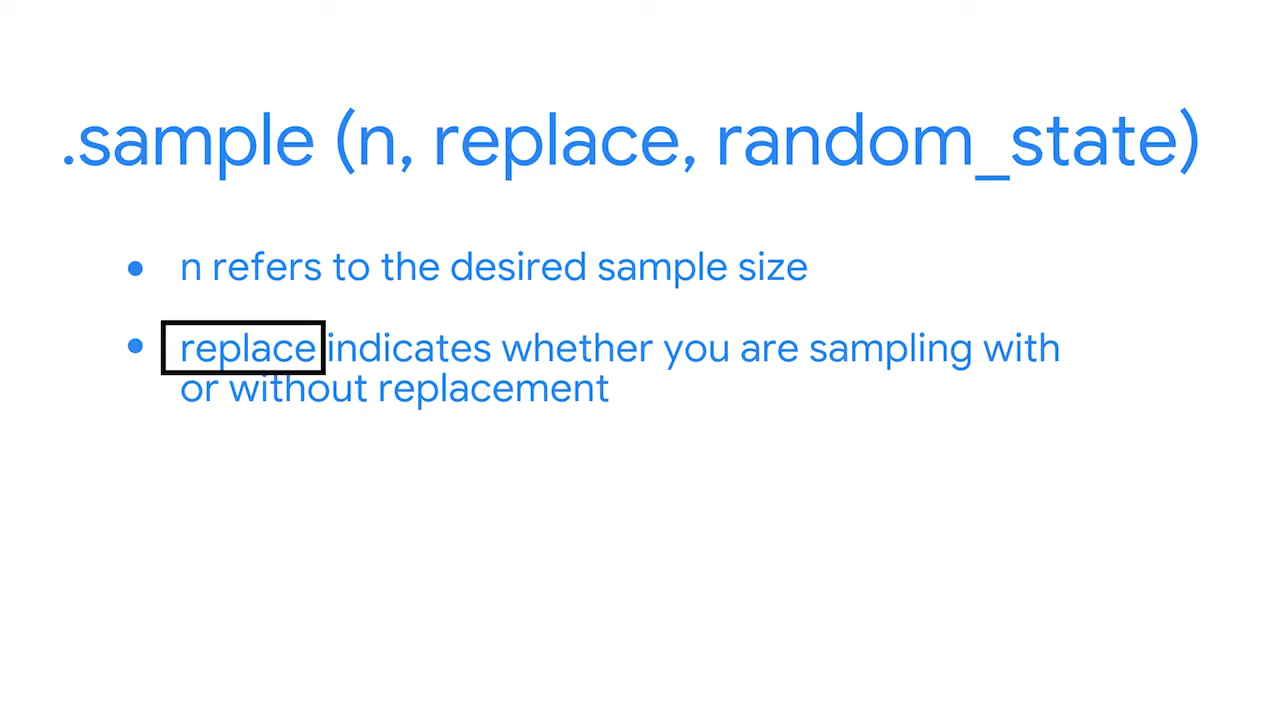 .sample (n, replace, random_state)
• n refers to the desired sample size
• replace indicates whether you are sampling with
or without replacement